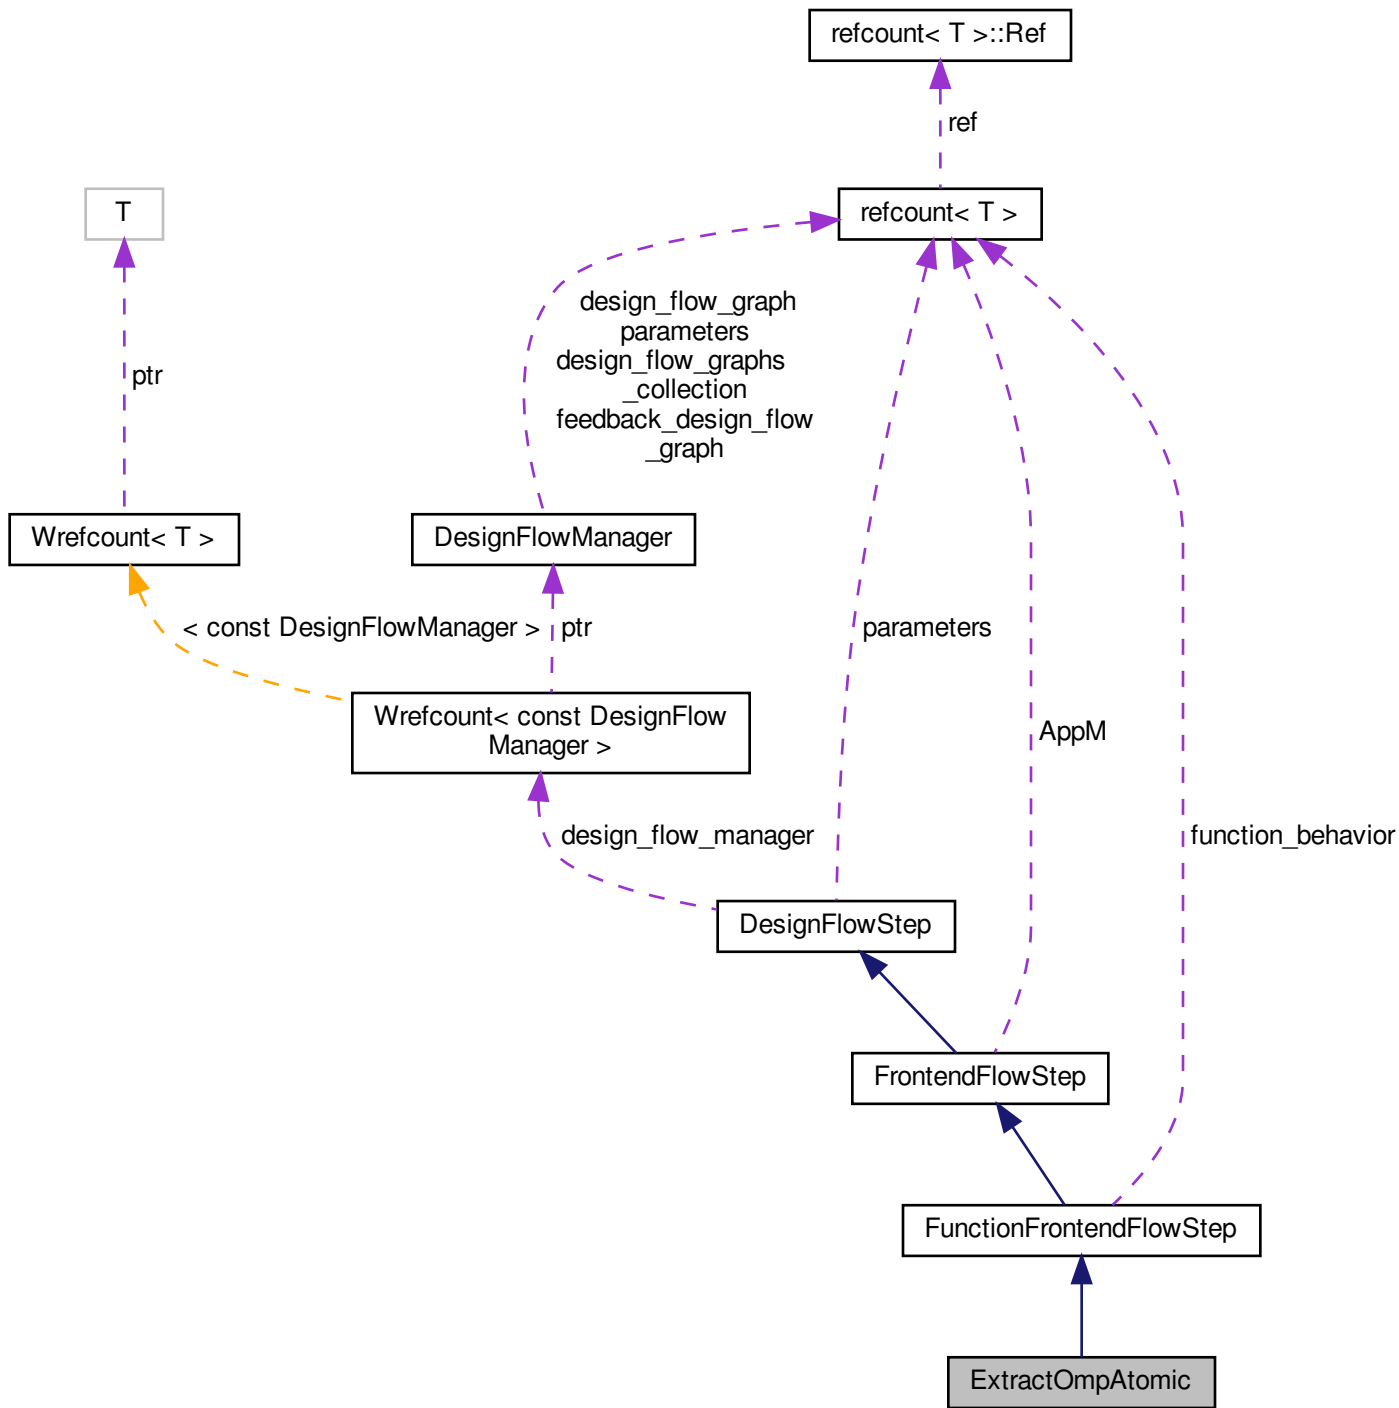 refcount< T >::Ref
ref
T
refcount< T >
design_flow_graph
parameters
design_flow_graphs
_collection
feedback_design_flow
_graph
ptr
Wrefcount< T >
DesignFlowManager
< const DesignFlowManager >
ptr
parameters
Wrefcount< const DesignFlow
Manager >
AppM
design_flow_manager
function_behavior
DesignFlowStep
FrontendFlowStep
FunctionFrontendFlowStep
ExtractOmpAtomic